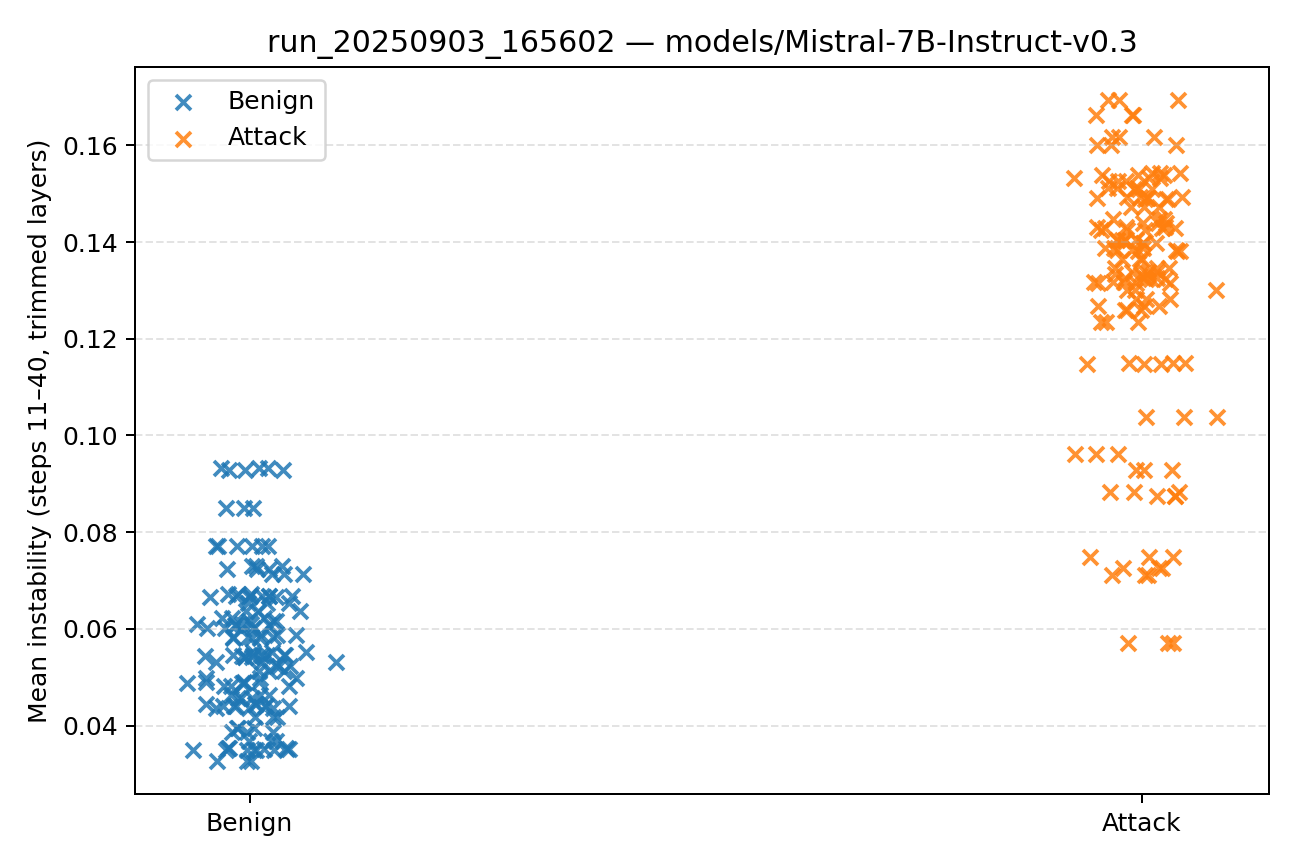 run_20250903_165602 — models/Mistral-7B-Instruct-v0.3
Benign
Attack
Mean instability (steps 11–40, trimmed layers)
0.16
0.14
0.12
0.10
0.08
0.06
0.04
Benign
Attack